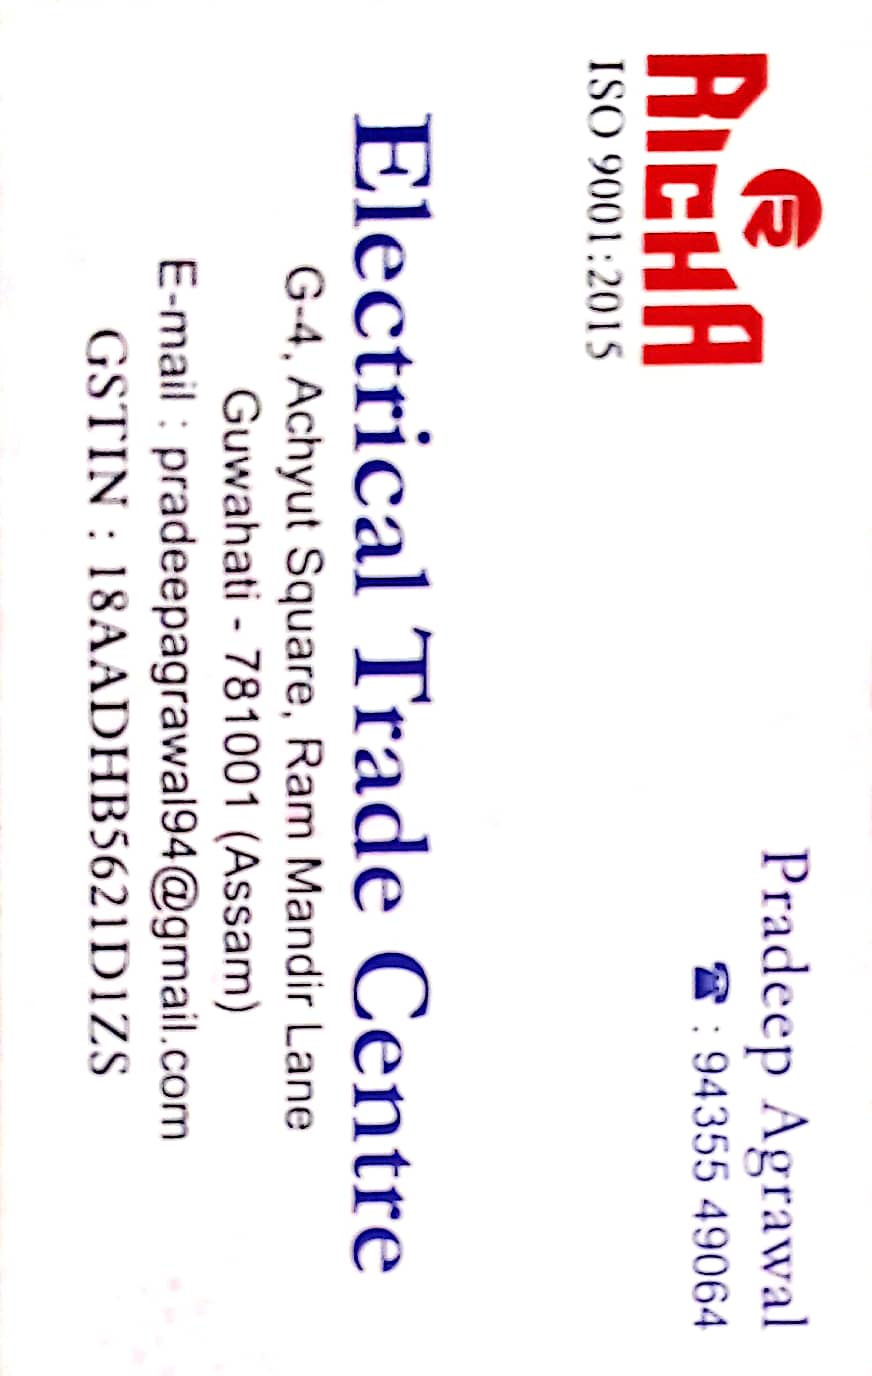 RICHA
ISO 9001:2015
Pradeep Agrawal
☎ : 94355 49064
Electrical Trade Centre
G-4, Achyut Square, Ram Mandir Lane
Guwahati - 781001 (Assam)
E-mail : pradeepagrawal94@gmail.com
GSTIN : 18AADHB5621D1ZS